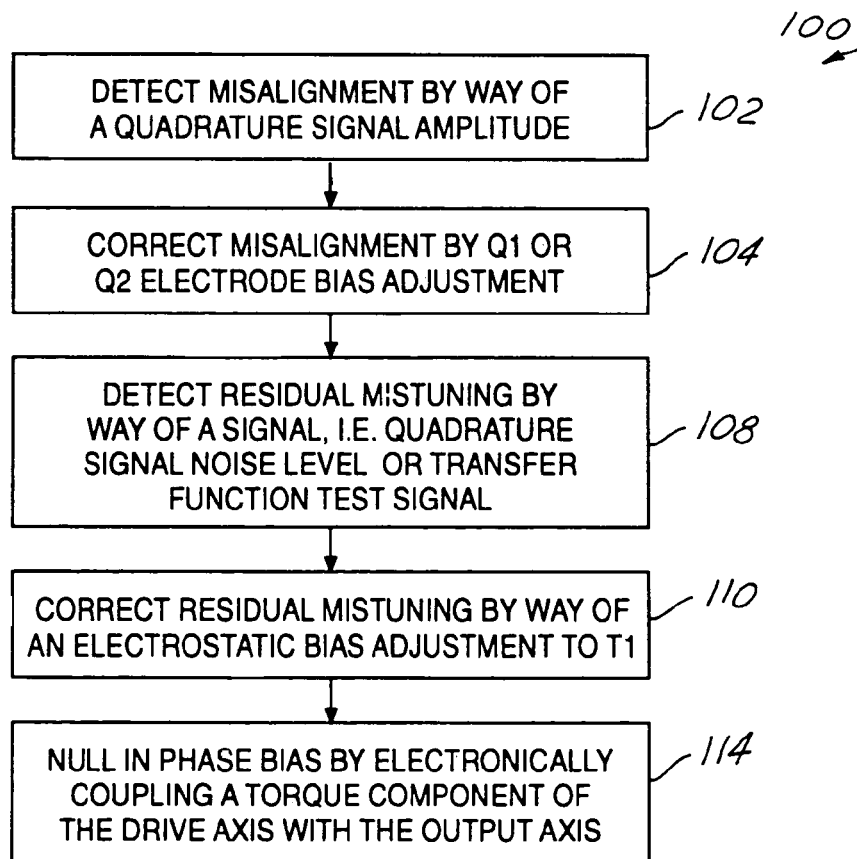 100
DETECT MISALIGNMENT BY WAY OF
A QUADRATURE SIGNAL AMPLITUDE
102
CORRECT MISALIGNMENT BY Q1 OR
Q2 ELECTRODE BIAS ADJUSTMENT
104
DETECT RESIDUAL MISTUNING BY
WAY OF A SIGNAL, I.E. QUADRATURE
SIGNAL NOISE LEVEL OR TRANSFER
FUNCTION TEST SIGNAL
108
CORRECT RESIDUAL MISTUNING BY WAY OF
AN ELECTROSTATIC BIAS ADJUSTMENT TO T1
110
NULL IN PHASE BIAS BY ELECTRONICALLY
COUPLING A TORQUE COMPONENT OF
THE DRIVE AXIS WITH THE OUTPUT AXIS
114